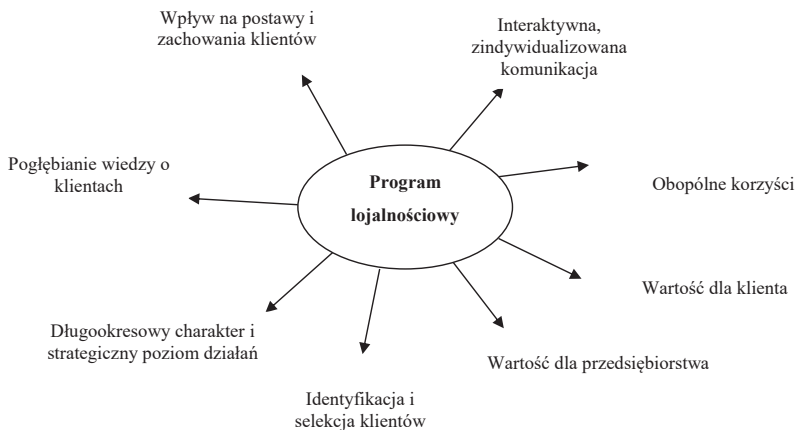 Wpływ na postawy i
zachowania klientów
Interaktywna,
zindywidualizowana
komunikacja
Pogłębianie wiedzy o
klientach
Program
lojalnościowy
Obopólne korzyści
Wartość dla klienta
Długookresowy charakter i
strategiczny poziom działań
Wartość dla przedsiębiorstwa
Identyfikacja i
selekcja klientów